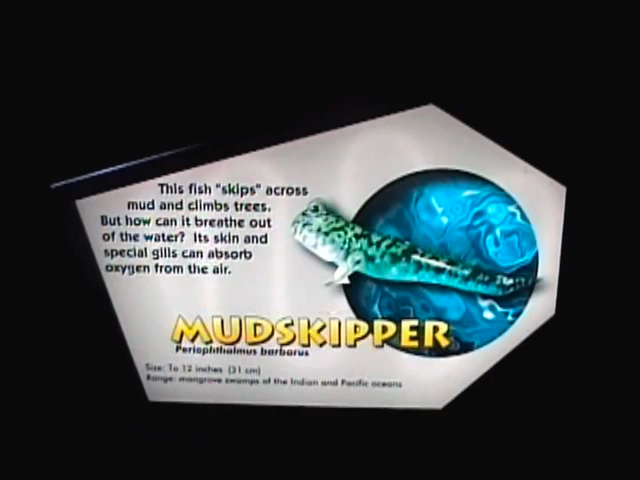 This fish "skips" across
mud and climbs trees.
But how can it breathe out
of the water? Its skin and
special gills can absorb
oxygen from the air.
MUDSKIPPER
Periophthalmus barbarus
Size: To 12 inches (31 cm)
Range: mangrove swamps of the Indian and Pacific oceans